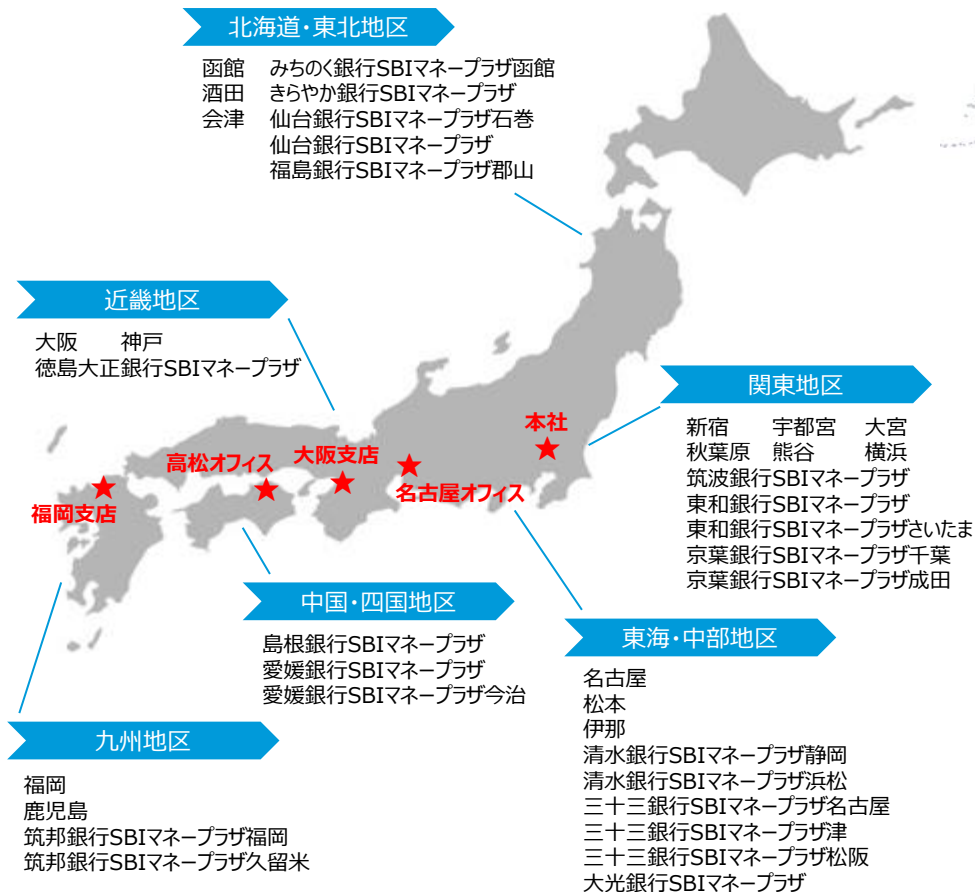 北海道・東北地区
函館 みちのく銀行SBIマネープラザ函館
酒田 きらやか銀行SBIマネープラザ
会津 仙台銀行SBIマネープラザ石巻
仙台銀行SBIマネープラザ
福島銀行SBIマネープラザ郡山
近畿地区
大阪 神戸
徳島大正銀行SBIマネープラザ
関東地区
新宿 宇都宮 大宮
秋葉原 熊谷 横浜
筑波銀行SBIマネープラザ
東和銀行SBIマネープラザ
東和銀行SBIマネープラザさいたま
京葉銀行SBIマネープラザ千葉
京葉銀行SBIマネープラザ成田
本社
大阪支店
高松オフィス
名古屋オフィス
福岡支店
中国・四国地区
島根銀行SBIマネープラザ
愛媛銀行SBIマネープラザ
愛媛銀行SBIマネープラザ今治
東海・中部地区
名古屋
松本
伊那
清水銀行SBIマネープラザ静岡
清水銀行SBIマネープラザ浜松
三十三銀行SBIマネープラザ名古屋
三十三銀行SBIマネープラザ津
三十三銀行SBIマネープラザ松阪
大光銀行SBIマネープラザ
九州地区
福岡
鹿児島
筑邦銀行SBIマネープラザ福岡
筑邦銀行SBIマネープラザ久留米